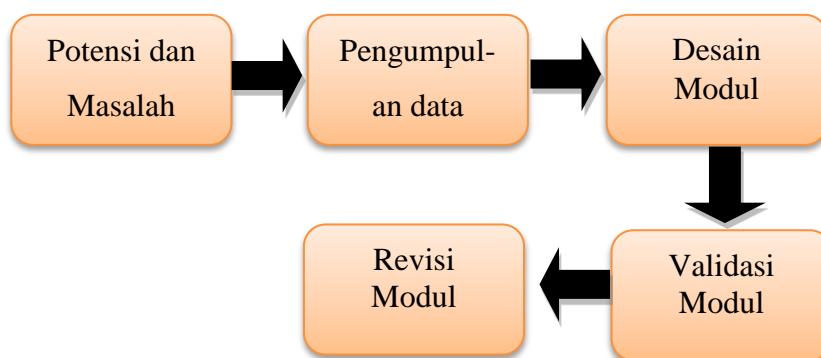 Potensi dan
Masalah
Pengumpul-
an data
Desain
Modul
Validasi
Modul
Revisi
Modul